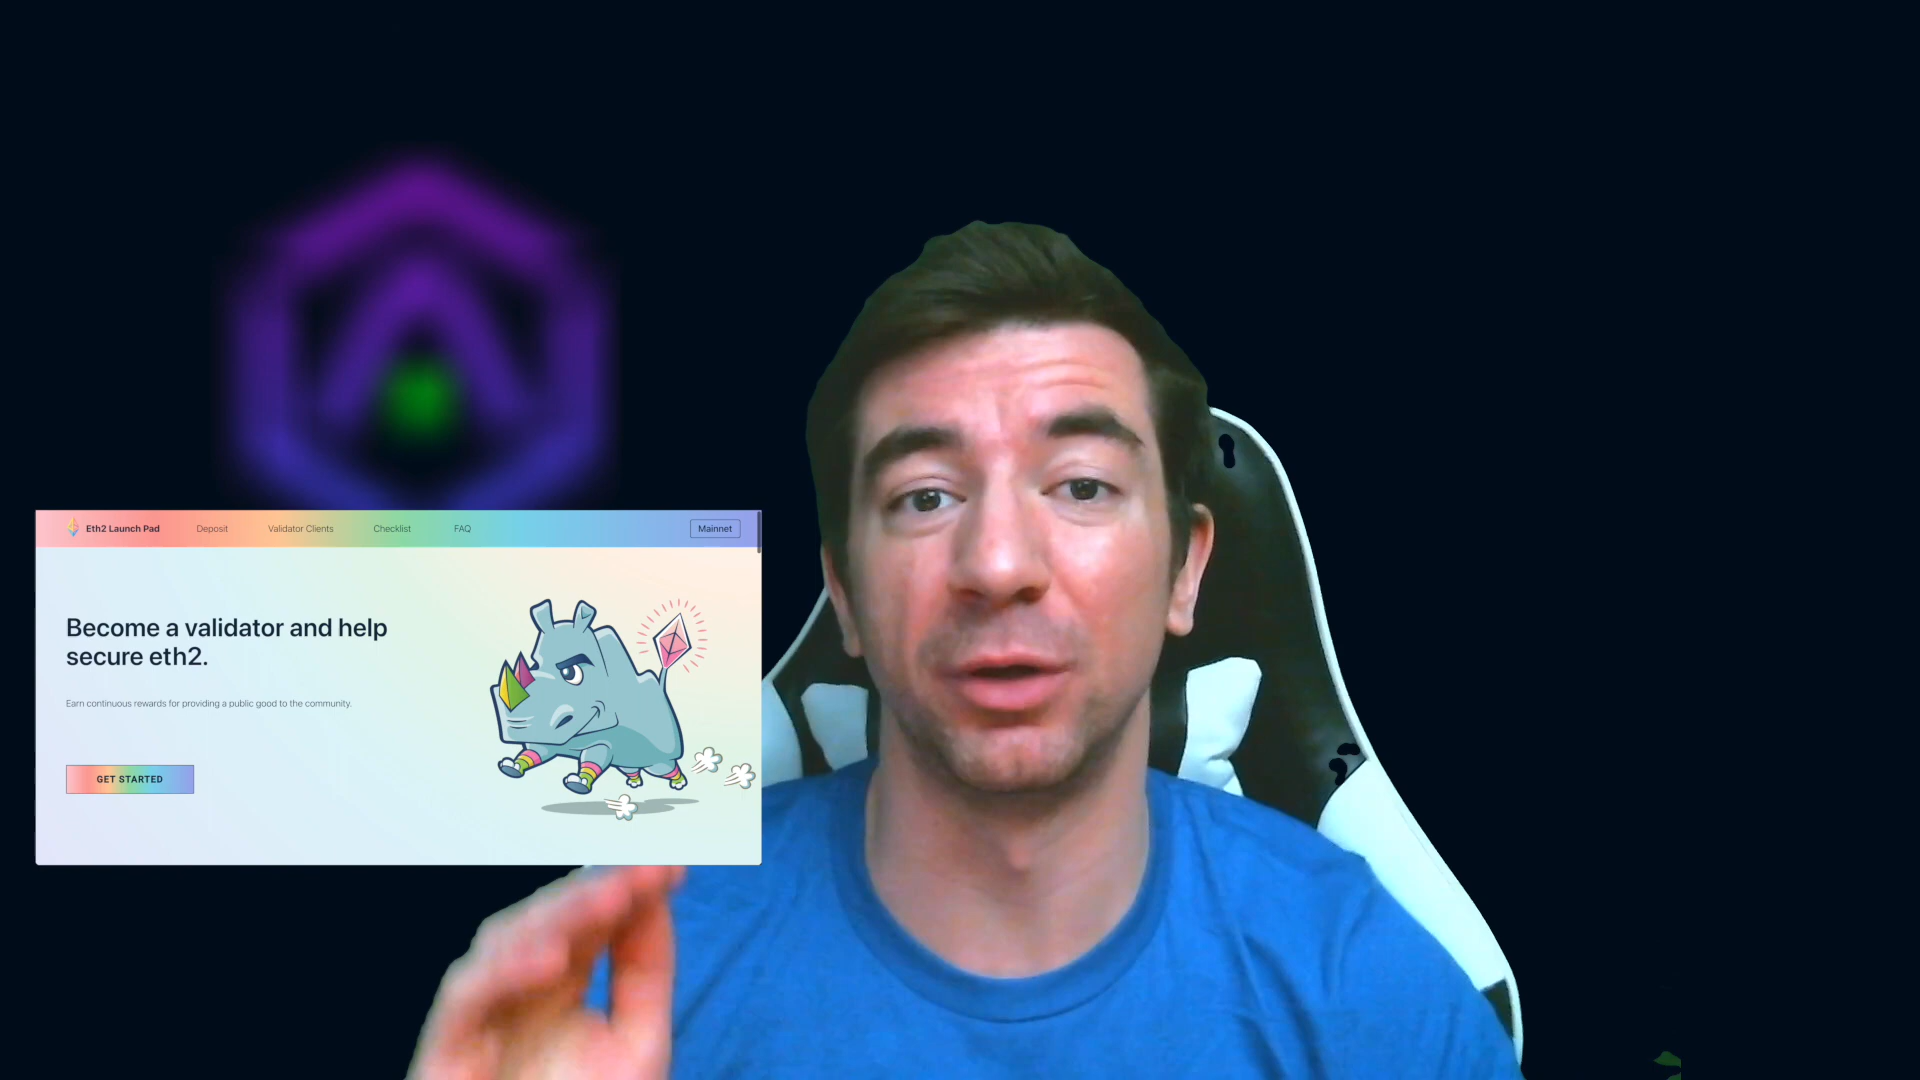 Eth2 Launch Pad Deposit Validator Clients Checklist FAQ Mainnet
Become a validator and help
secure eth2.
Earn continuous rewards for providing a public good to the community.
GET STARTED